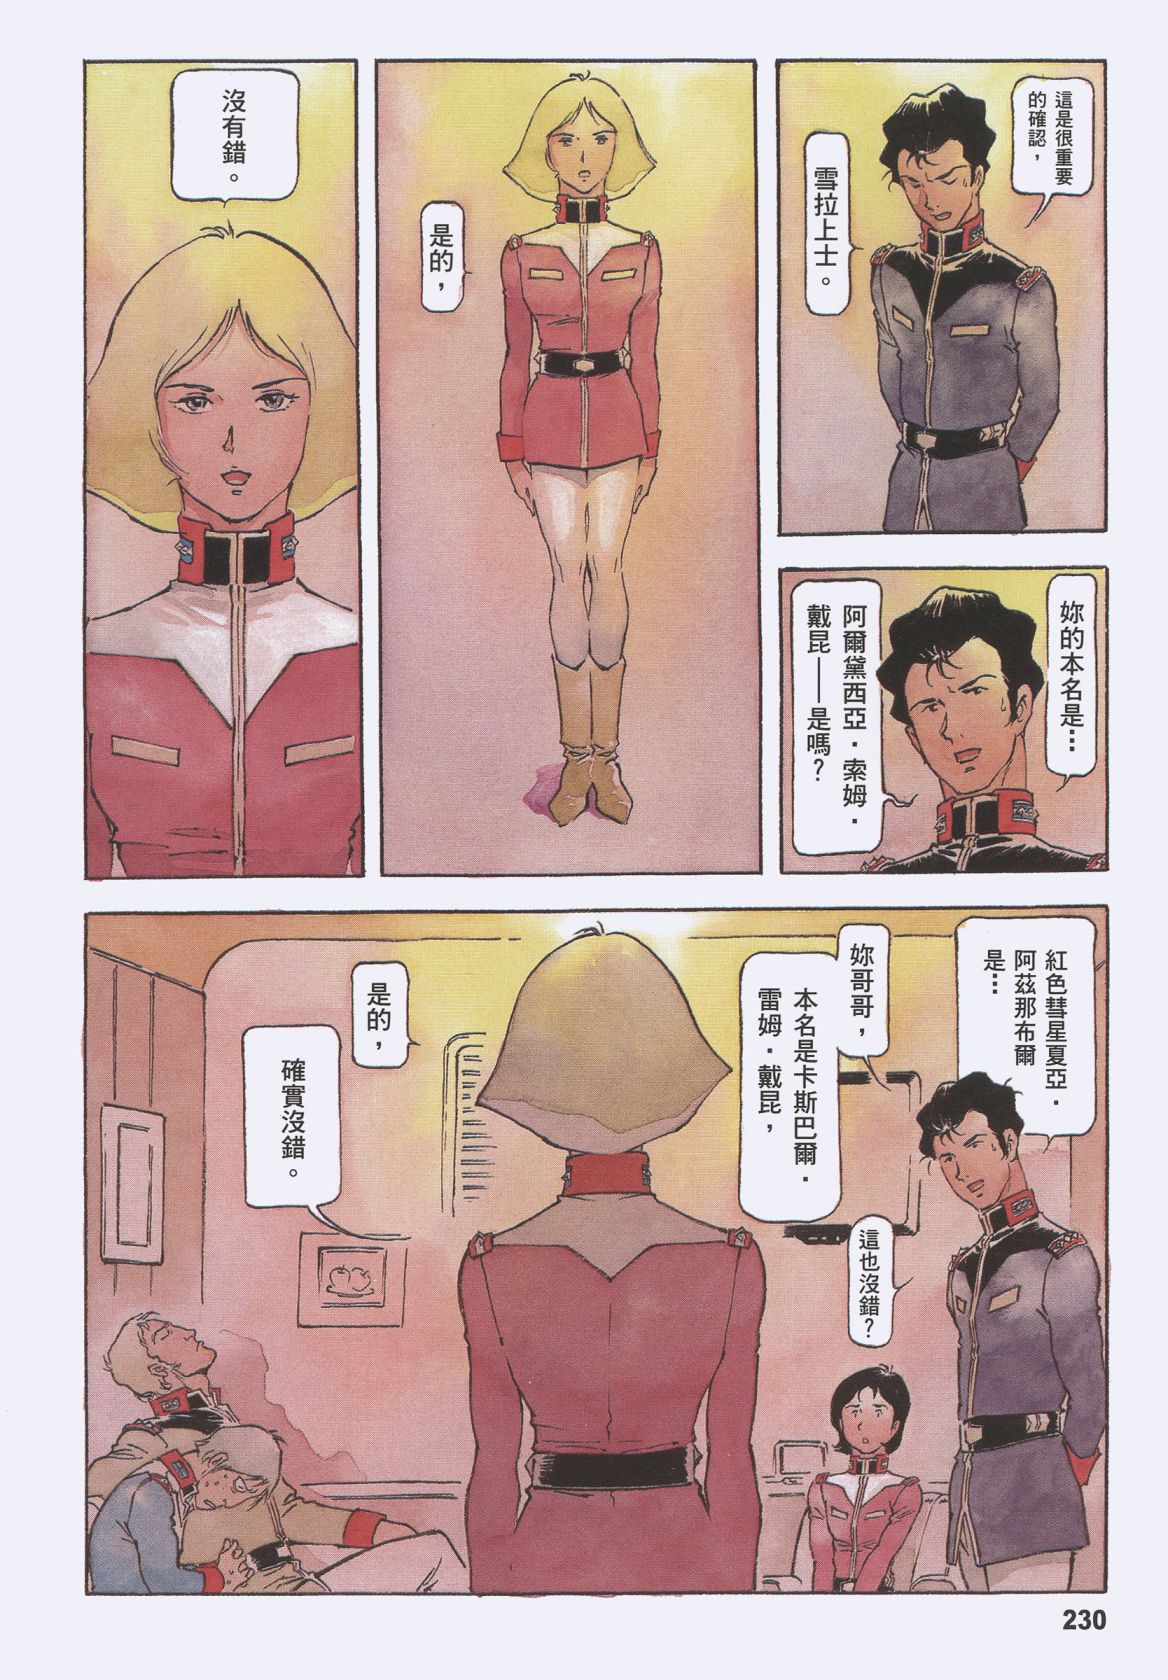 這是很重要
的確認，
雪拉上士。
妳的本名是…
阿爾黛西亞．索姆．
戴昆——是嗎？
是的，
沒有錯。
紅色彗星夏亞．
阿茲那布爾
是…
妳哥哥，
本名是卡斯巴爾．
雷姆．戴昆，
這也沒錯？
是的，
確實沒錯。
230